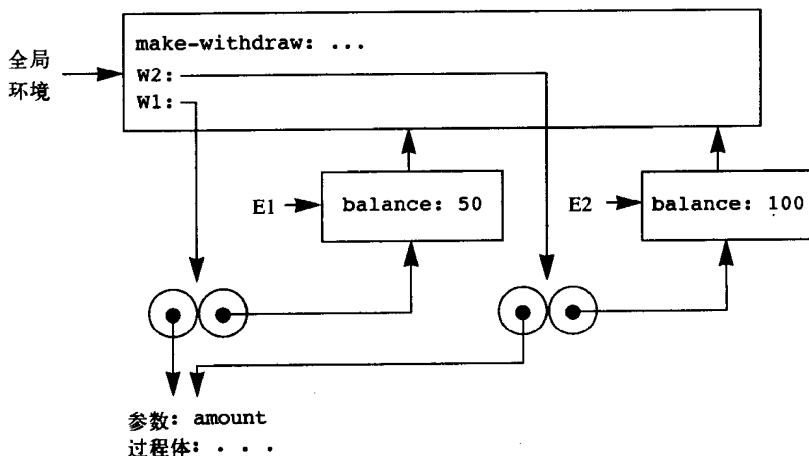 make-withdraw: ...
全局
环境
W2:
W1:
E1
balance: 50
E2
balance: 100
参数: amount
过程体: . . .